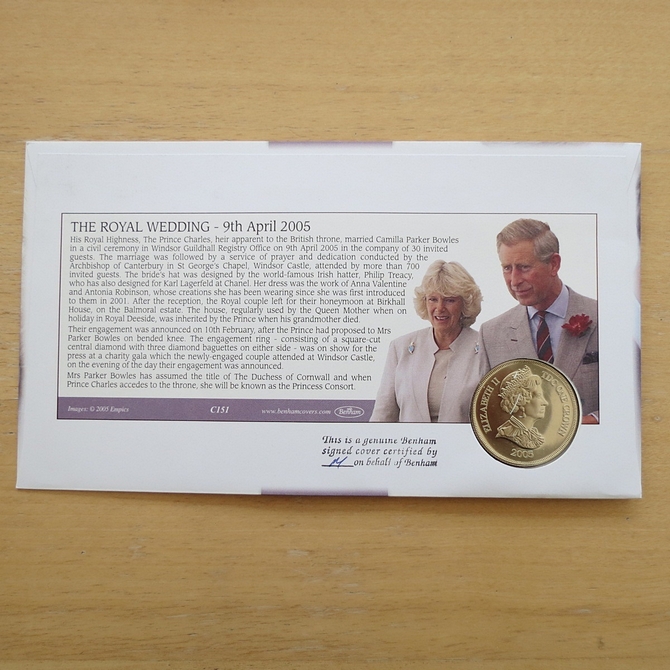 THE ROYAL WEDDING - 9th April 2005
His Royal Highness, The Prince Charles, heir apparent to the British throne, married Camilla Parker Bowles
in a civil ceremony in Windsor Guildhall Registry Office on 9th April 2005 in the company of 30 invited
guests. The marriage was followed by a service of prayer and dedication conducted by the
Archbishop of Canterbury in St George's Chapel, Windsor Castle, attended by more than 700
invited guests. The bride's hat was designed by the world-famous Irish hatter, Philip Treacy,
who has also designed for Karl Lagerfeld at Chanel. Her dress was the work of Anna Valentine
and Antonia Robinson, whose creations she has been wearing since she was first introduced
to them in 2001. After the reception, the Royal couple left for their honeymoon at Birkhall
House, on the Balmoral estate. The house, regularly used by the Queen Mother when on
holiday in Royal Deeside, was inherited by the Prince when his grandmother died.
Their engagement was announced on 10th February, after the Prince had proposed to Mrs
Parker Bowles on bended knee. The engagement ring - consisting of a square-cut
central diamond with three diamond baguettes on either side - was on show for the
press at a charity gala which the newly-engaged couple attended at Windsor Castle,
on the evening of the day their engagement was announced.
Mrs Parker Bowles has assumed the title of The Duchess of Cornwall and when
Prince Charles accedes to the throne, she will be known as the Princess Consort.
Images: © 2005 Empics C151 www.benhamcovers.com Benham
ELIZABETH II
2005
This is a genuine Benham
signed cover certified by
on behalf of Benham